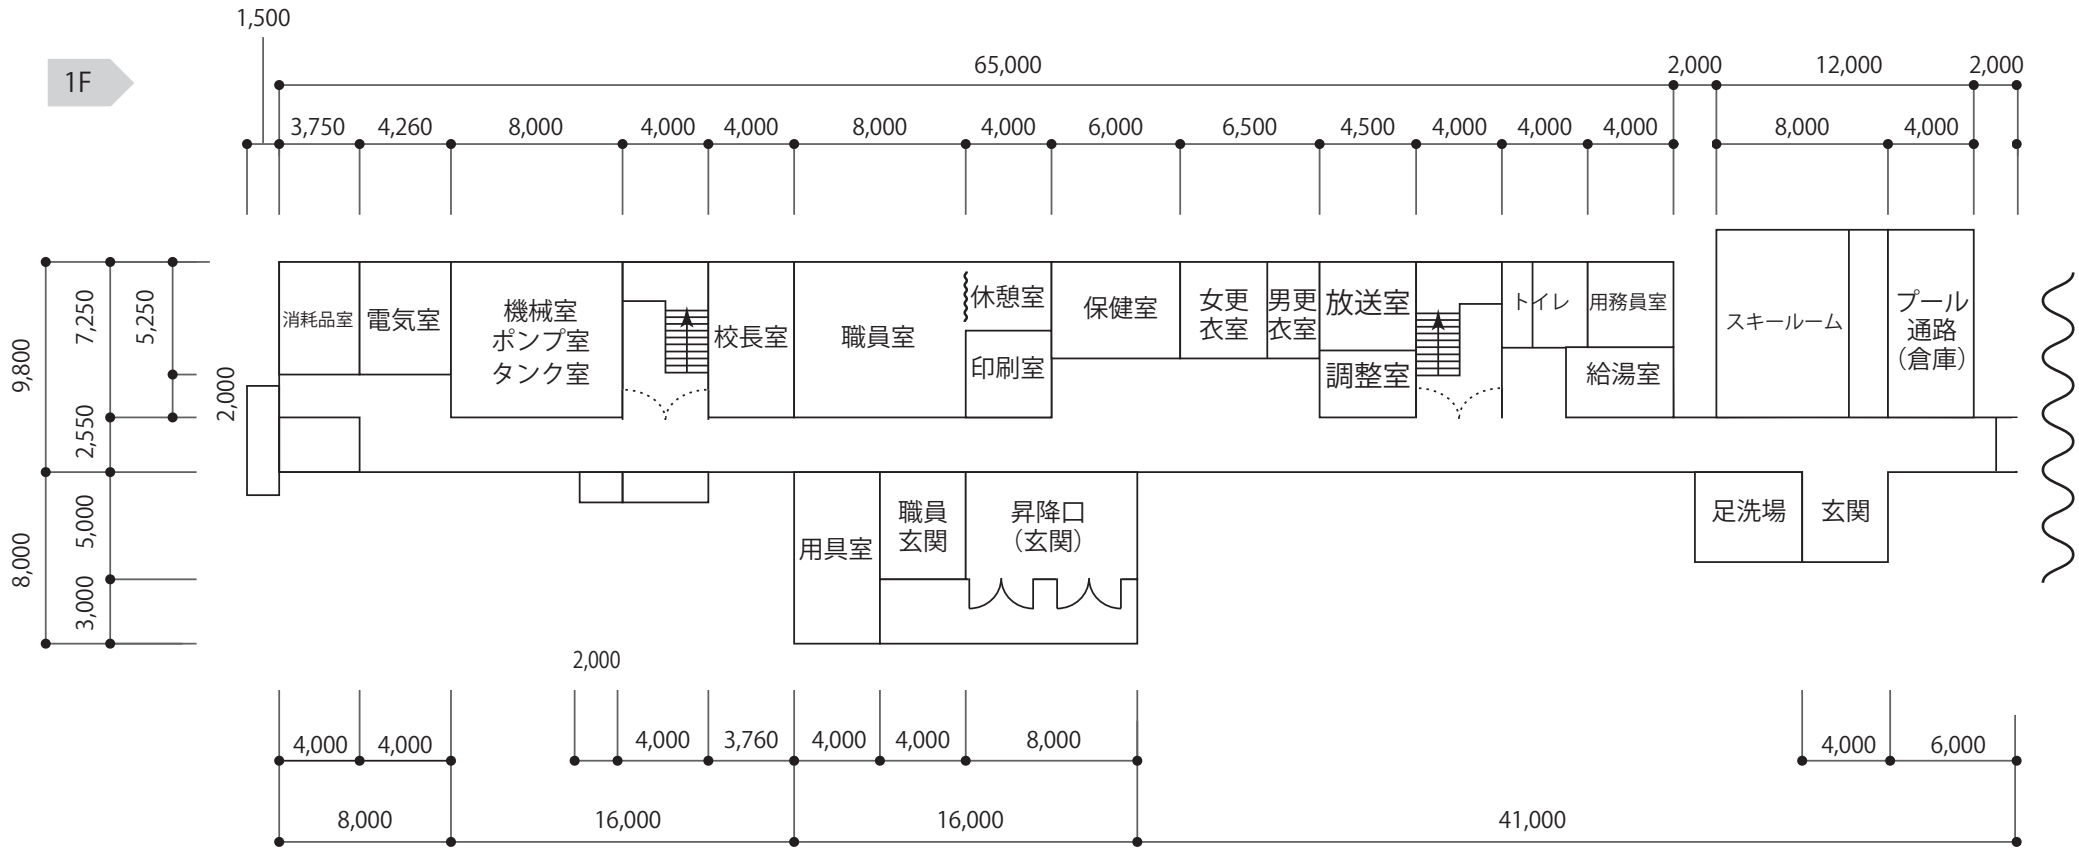 1,500
1F
65,000
2,000
12,000
2,000
3,750
4,260
8,000
4,000
4,000
8,000
4,000
6,000
6,500
4,500
4,000
4,000
4,000
8,000
4,000
9,800
7,250
5,250
2,550
2,000
8,000
5,000
3,000
消耗品室
電気室
機械室
ポンプ室
タンク室
校長室
職員室
休憩室
印刷室
保健室
女更
衣室
男更
衣室
放送室
調整室
トイレ
用務員室
給湯室
スキールーム
プール
通路
（倉庫）
用具室
職員
玄関
昇降口
（玄関）
足洗場
玄関
2,000
4,000
4,000
4,000
3,760
4,000
4,000
8,000
4,000
6,000
8,000
16,000
16,000
41,000